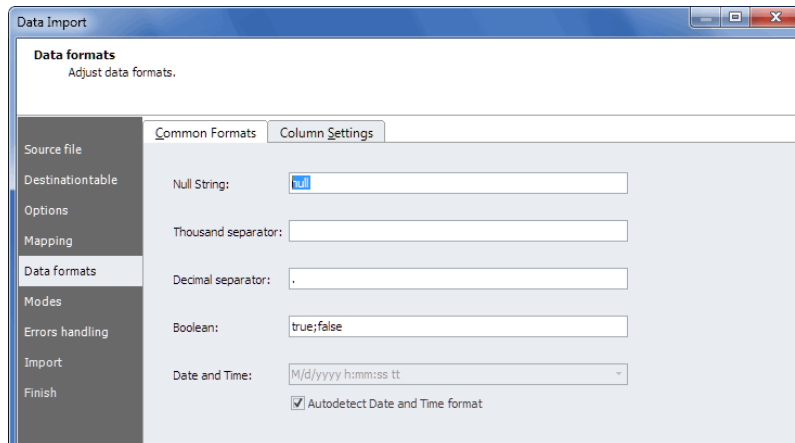 Data Import
Data formats
Adjust data formats.
Source file
Destinationtable
Options
Mapping
Data formats
Modes
Errors handling
Import
Finish
Common Formats
Column Settings
Null String: null
Thousand separator:
Decimal separator: .
Boolean: true;false
Date and Time: M/d/yyyy h:mm:ss tt
Autodetect Date and Time format